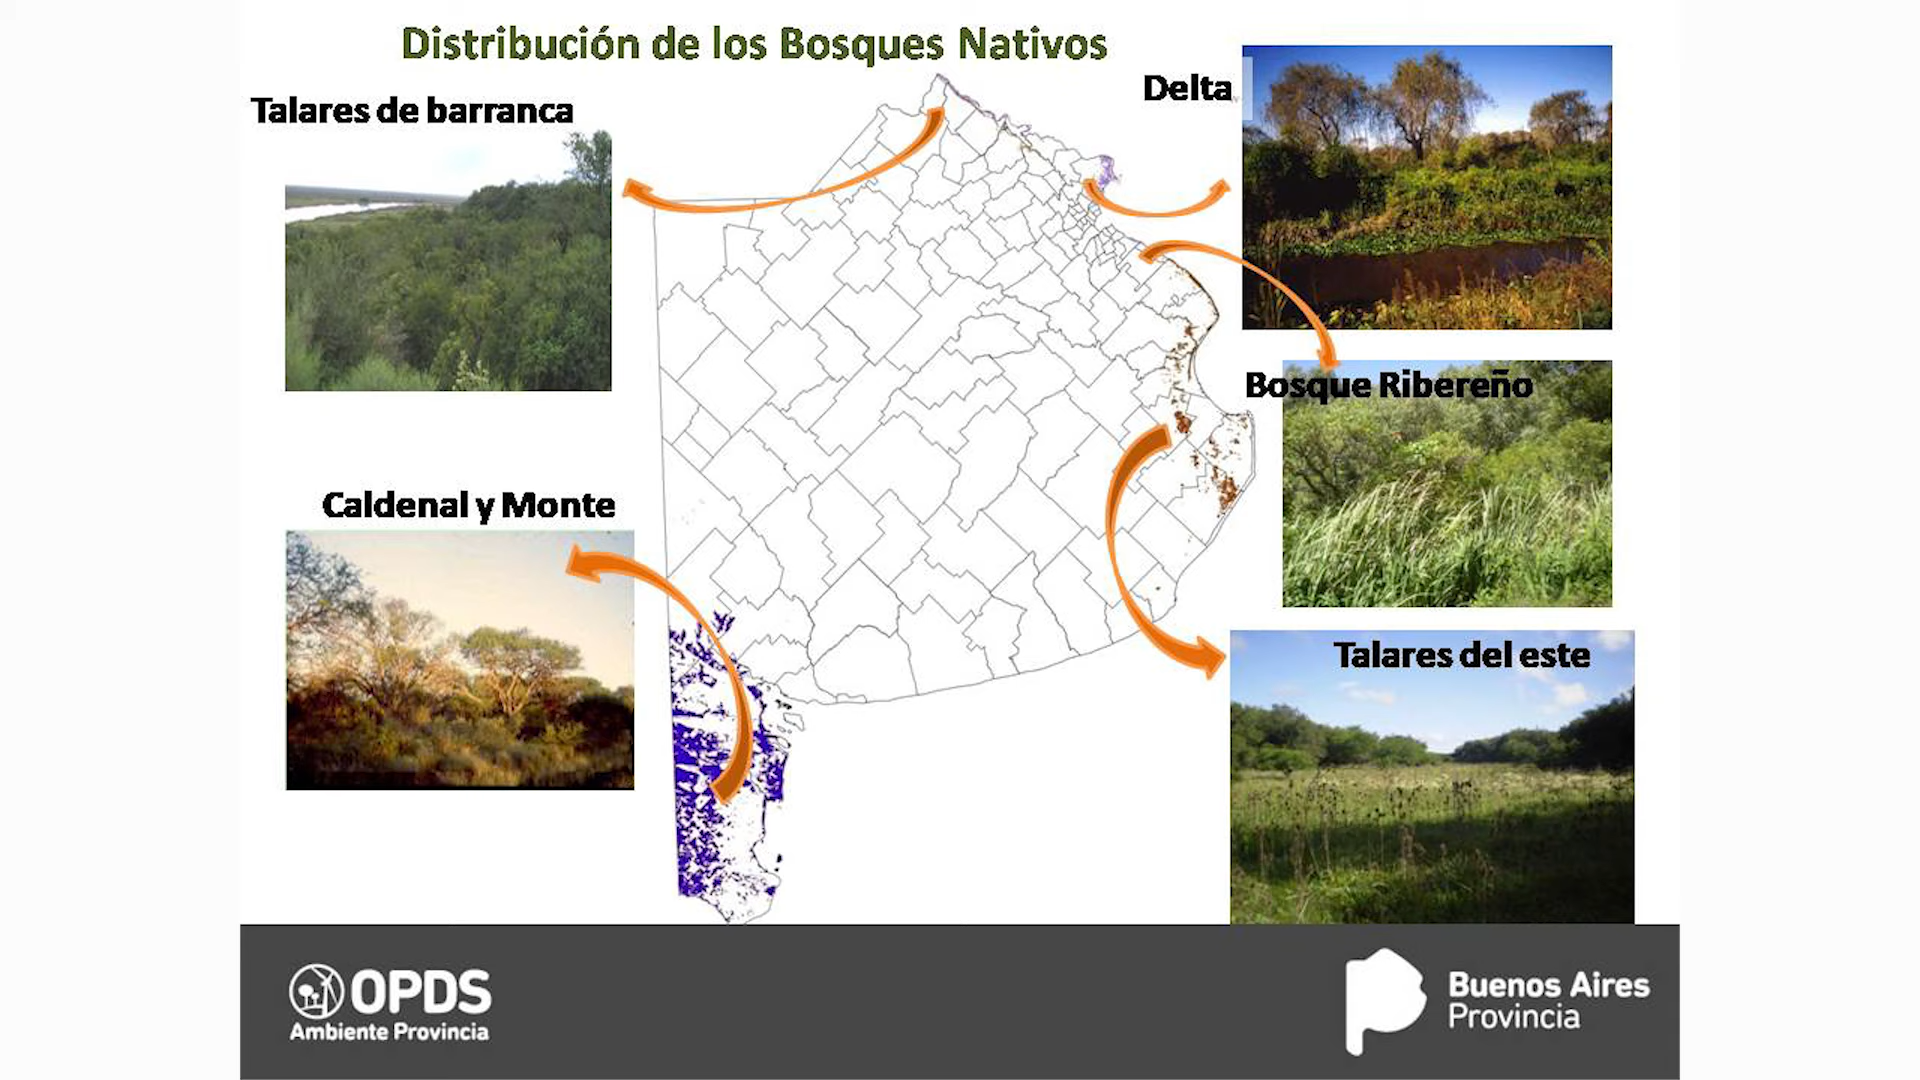 Distribución de los Bosques Nativos
Talares de barranca
Delta
Bosque Ribereño
Caldenal y Monte
Talares del este
OPDS
Ambiente Provincia
Buenos Aires
Provincia